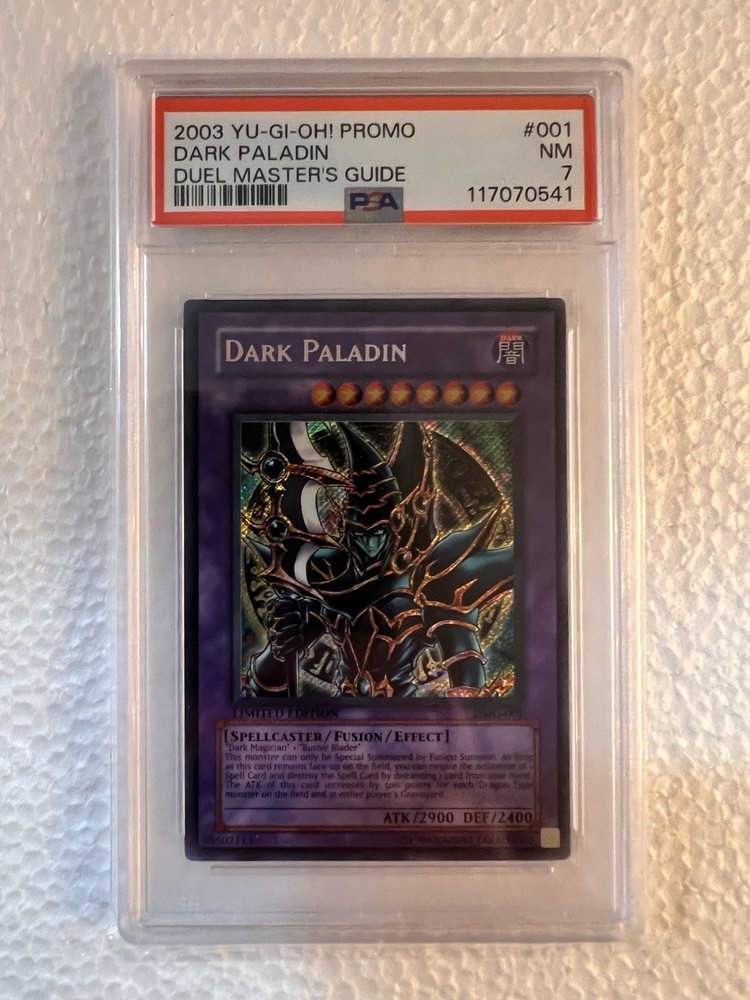 2003 YU-GI-OH! PROMO #001
DARK PALADIN NM
DUEL MASTER'S GUIDE 7
PSA 117070541
DARK PALADIN
DARK
闇
LIMITED EDITION
[SPELLCASTER/FUSION/EFFECT]
"Dark Magician" + "Buster Blader"
This monster can only be Special Summoned by Fusion Summon. As long
as this card remains face-up on the field, you can negate the activation of 1
Spell Card and destroy the Spell Card by discarding 1 card from your hand.
The ATK of this card increases by 500 points for each Dragon-Type
monster on the field and in either player's Graveyard.
ATK/2900 DEF/2400